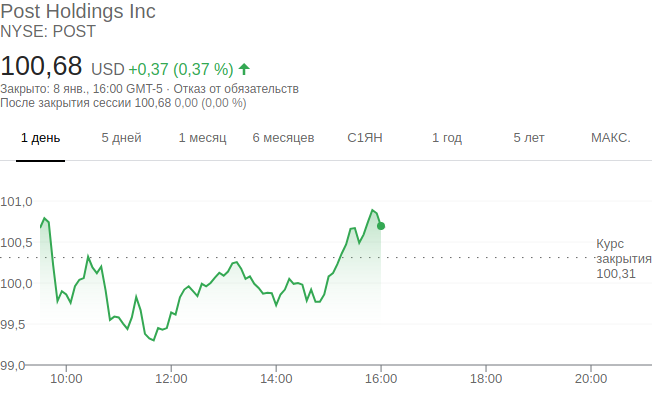 Post Holdings Inc
NYSE: POST
100,68 USD +0,37 (0,37 %)
Закрыто: 8 янв., 16:00 GMT-5 · Отказ от обязательств
После закрытия сессии 100,68 0,00 (0,00 %)
1 день 5 дней 1 месяц 6 месяцев С1ЯН 1 год 5 лет МАКС.
101,0
100,5
Курс
закрытия
100,31
100,0
99,5
99,0
10:00 12:00 14:00 16:00 18:00 20:00